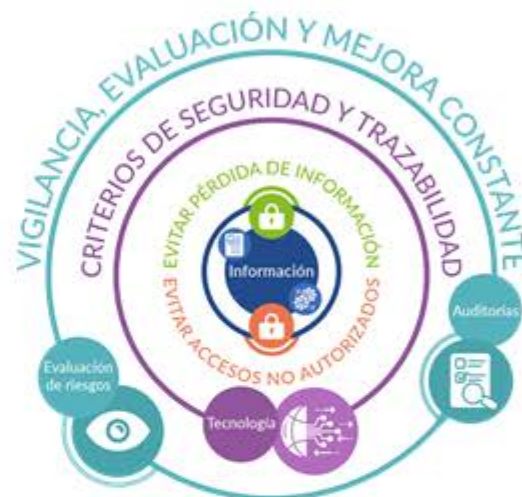 VIGILANCIA, EVALUACIÓN Y MEJORA CONSTANTE
CRITERIOS DE SEGURIDAD Y TRAZABILIDAD
EVITAR PÉRDIDA DE INFORMACIÓN
Información
EVITAR ACCESOS NO AUTORIZADOS
Auditorías
Evaluación
de riesgos
Tecnología